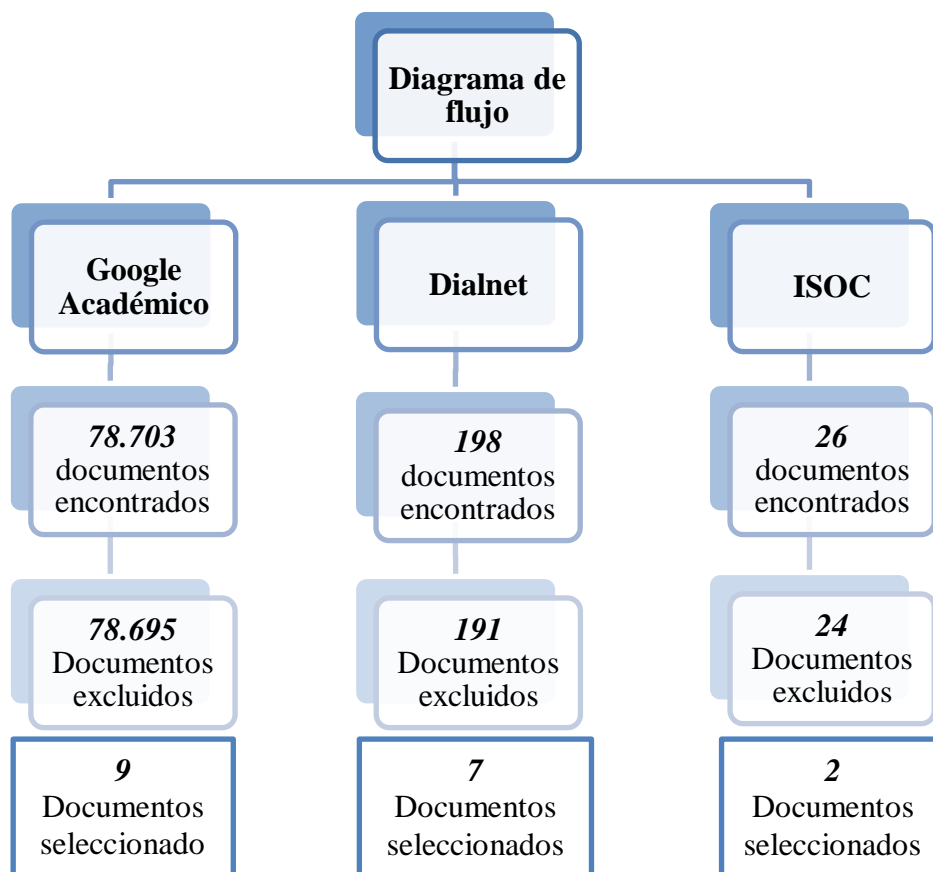 Diagrama de
flujo
Google
Académico
Dialnet
ISOC
78.703
documentos
encontrados
198
documentos
encontrados
26
documentos
encontrados
78.695
Documentos
excluidos
191
Documentos
excluidos
24
Documentos
excluidos
9
Documentos
seleccionado
7
Documentos
seleccionados
2
Documentos
seleccionados